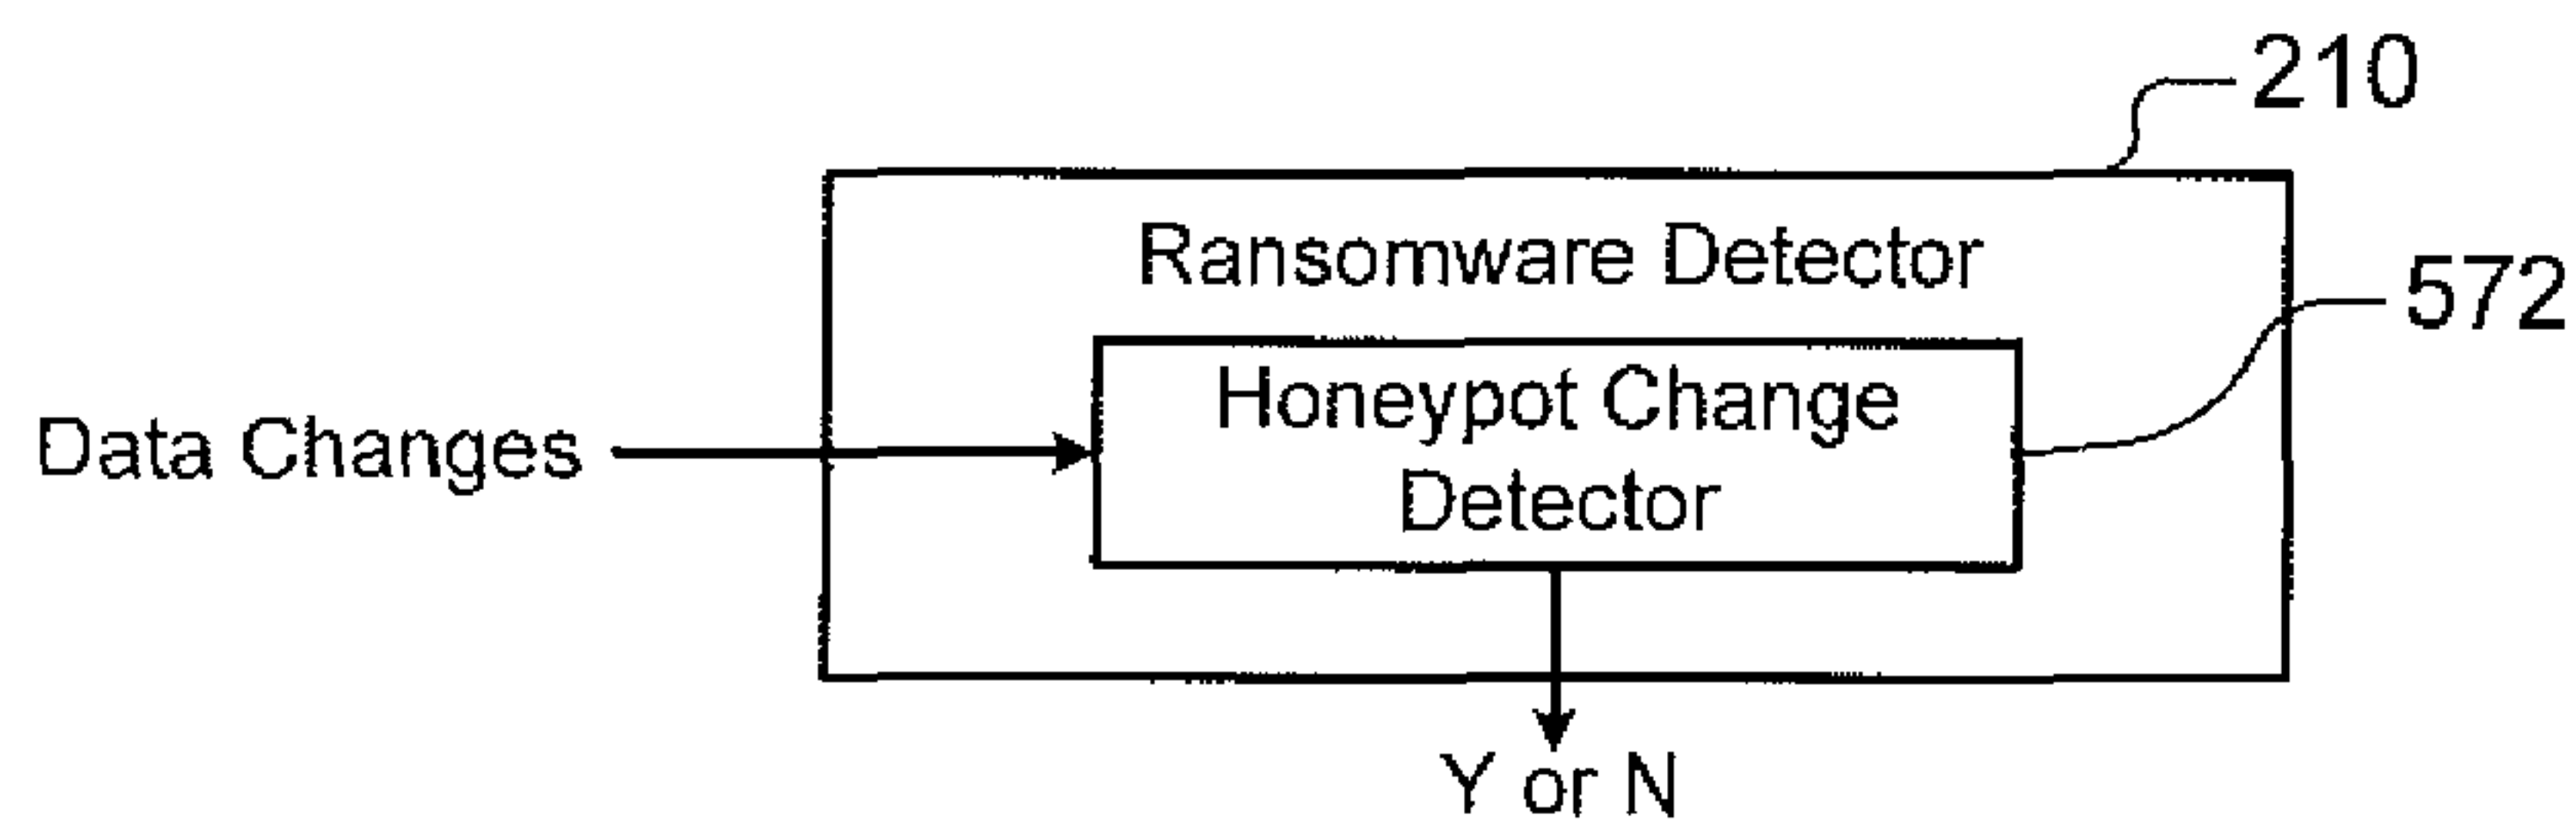 210
Ransomware Detector
572
Honeypot Change
Detector
Data Changes
Y or N